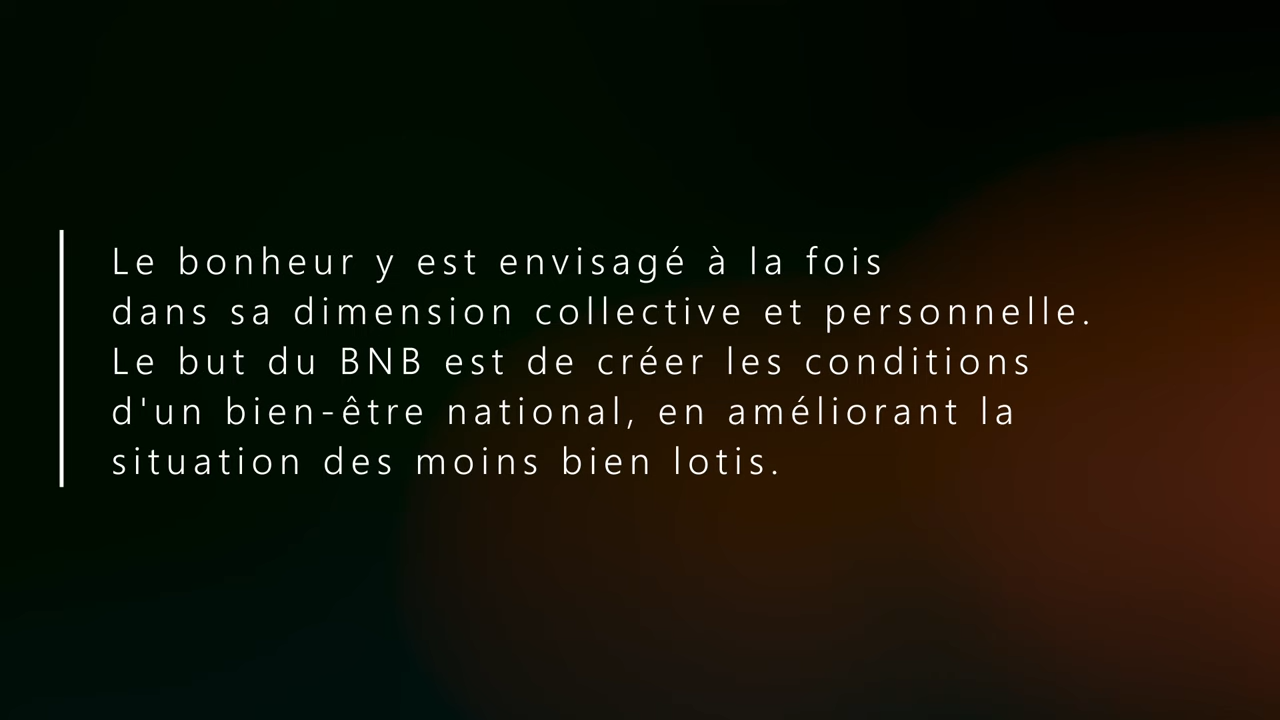 Le bonheur y est envisagé à la fois
dans sa dimension collective et personnelle.
Le but du BNB est de créer les conditions
d'un bien-être national, en améliorant la
situation des moins bien lotis.